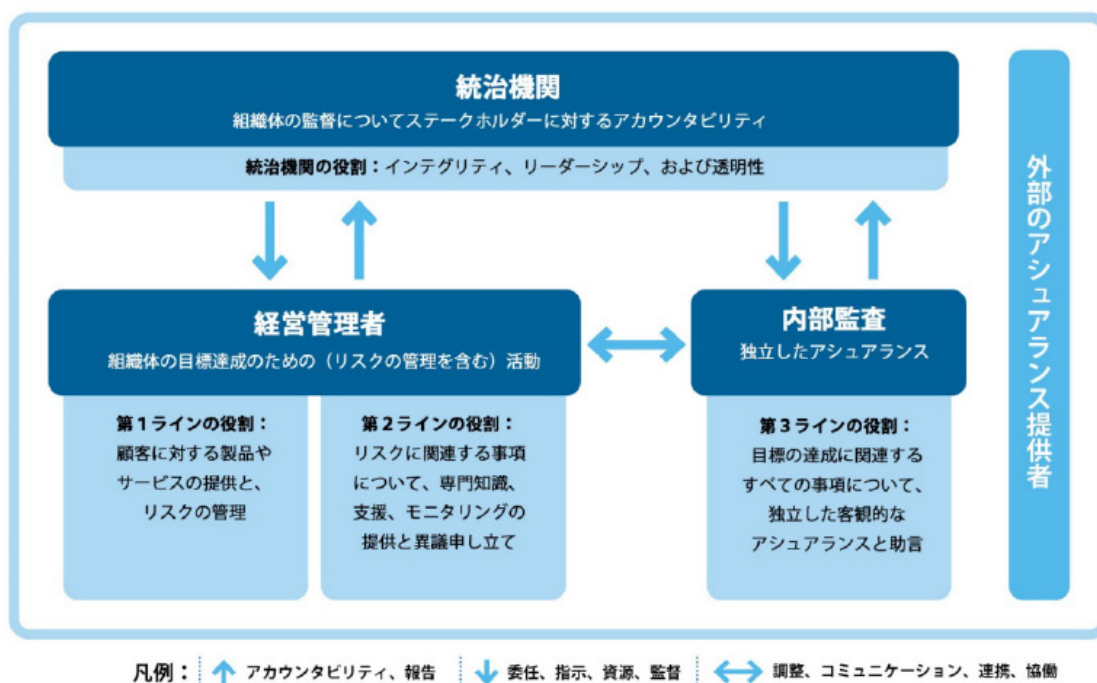 統治機関
組織体の監督についてステークホルダーに対するアカウンタビリティ
統治機関の役割：インテグリティ、リーダーシップ、および透明性
経営管理者
組織体の目標達成のための（リスクの管理を含む）活動
第１ラインの役割：
顧客に対する製品や
サービスの提供と、
リスクの管理
第２ラインの役割：
リスクに関連する事項
について、専門知識、
支援、モニタリングの
提供と異議申し立て
内部監査
独立したアシュアランス
第３ラインの役割：
目標の達成に関連する
すべての事項について、
独立した客観的な
アシュアランスと助言
外部のアシュアランス提供者
凡例： アカウンタビリティ、報告 委任、指示、資源、監督 調整、コミュニケーション、連携、協働